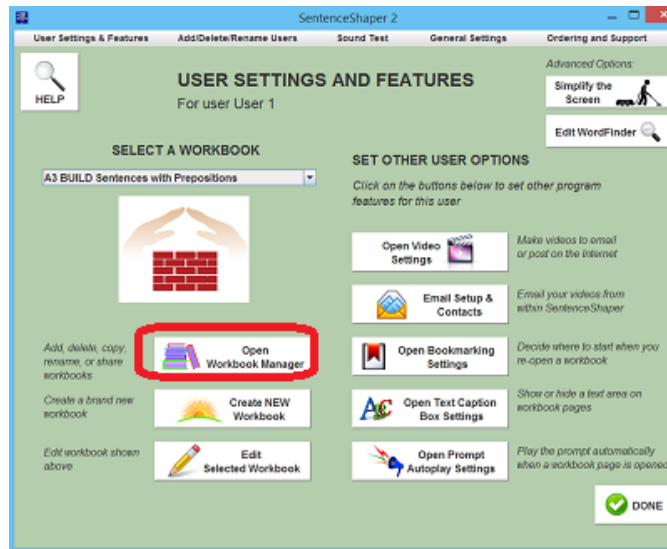 SentenceShaper 2
User Settings & Features
Add/Delete/Rename Users
Sound Test
General Settings
Ordering and Support
HELP
USER SETTINGS AND FEATURES
For user User 1
Advanced Options:
Simplify the
Screen
Edit WordFinder
SELECT A WORKBOOK
A3 BUILD Sentences with Prepositions
SET OTHER USER OPTIONS
Click on the buttons below to set other program
features for this user
Open Video
Settings
Make videos to email
or post on the internet
Email Setup &
Contacts
Email your videos from
within SentenceShaper
Add, delete, copy,
rename, or share
workbooks
Open
Workbook Manager
Open Bookmarking
Settings
Decide where to start when you
re-open a workbook
Create a brand new
workbook
Create NEW
Workbook
ABC
Open Text Caption
Box Settings
Show or hide a text area on
workbook pages
Edit workbook shown
above
Edit
Selected Workbook
Open Prompt
Autoplay Settings
Play the prompt automatically
when a workbook page is opened
DONE